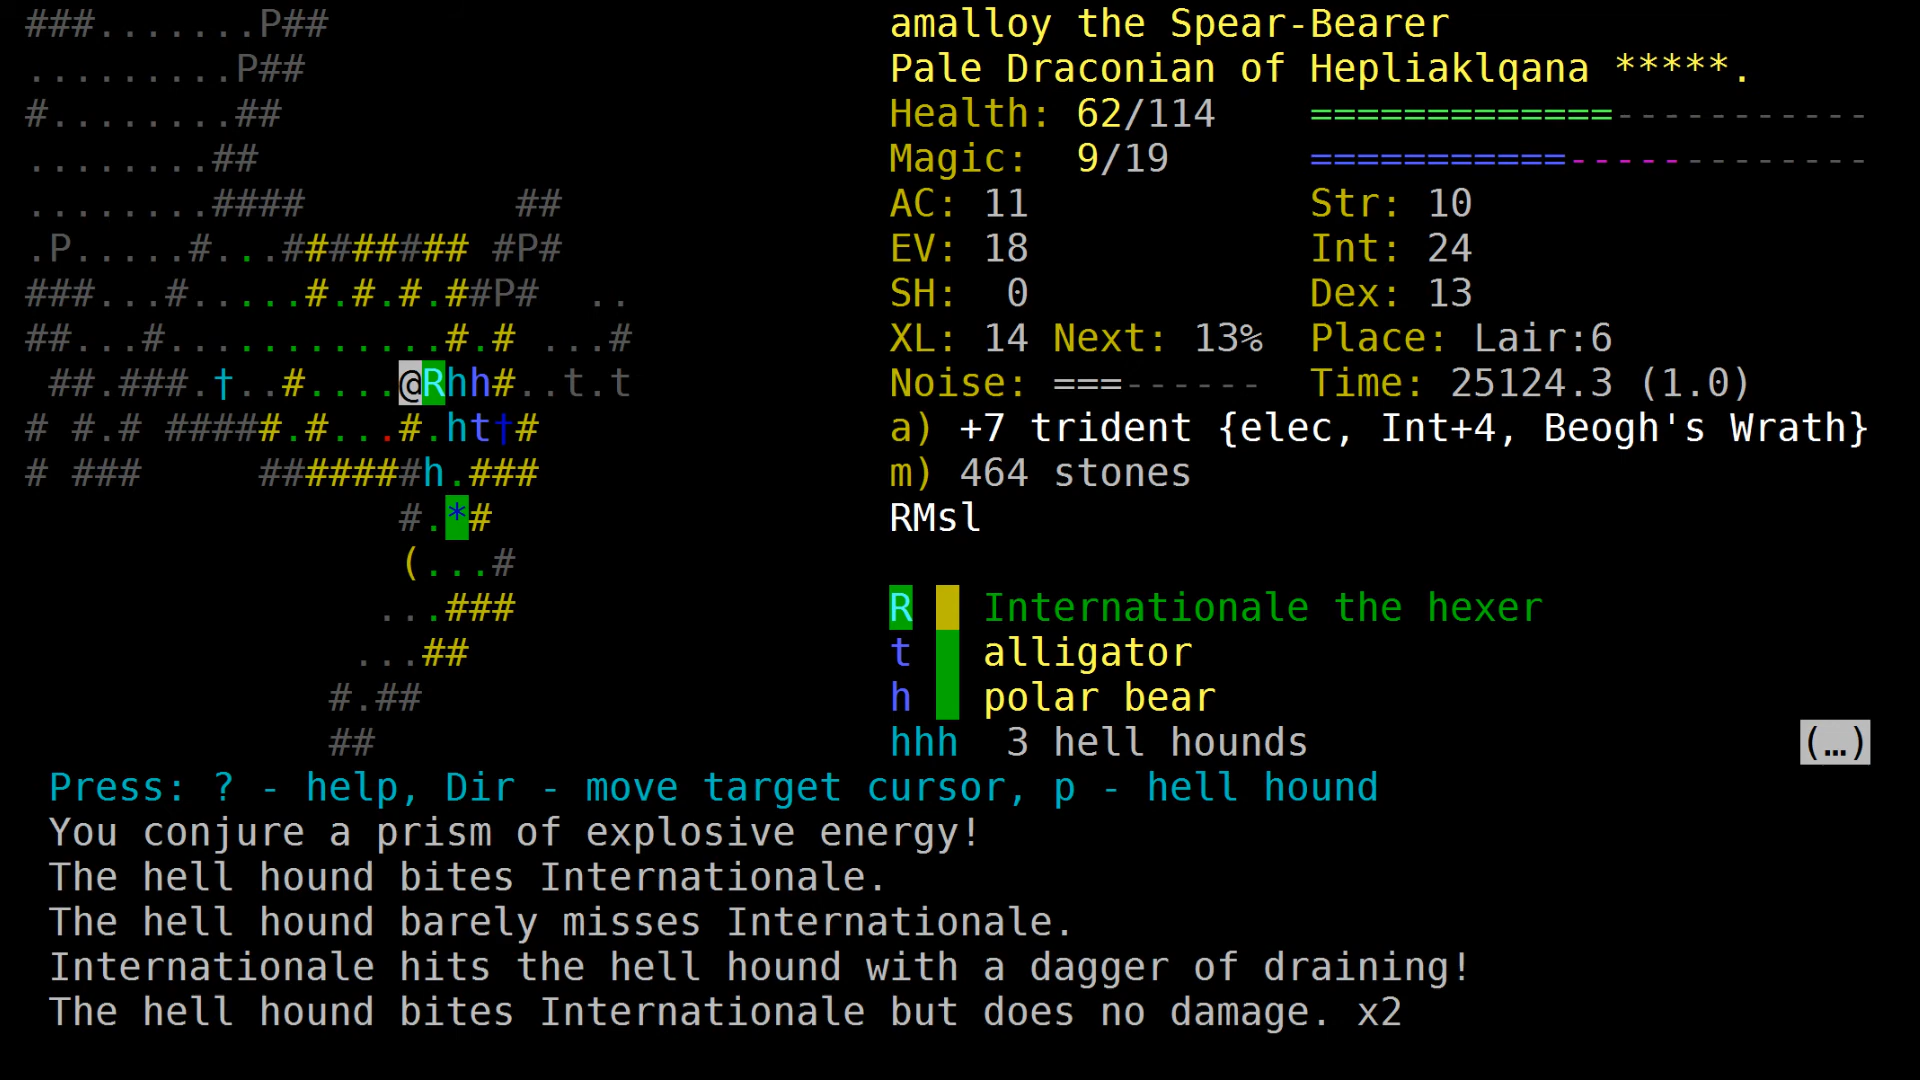 ###.......P##
.........P##
#........##
........##
........####         ##
.P.....#...######## #P#
###...#......#.#.#.##P#  ..
##...#............#.#  ...#
##.###.†..#....@Rhh#..t.t
# #.# #####.#...#.ht†#
# ###     #######h.###
#.*#
(...#
...###
...##
#.##
##
amalloy the Spear-Bearer
Pale Draconian of Hepliaklqana *****.
Health: 62/114    =============-----------
Magic:  9/19      ===========-------------
AC: 11            Str: 10
EV: 18            Int: 24
SH:  0            Dex: 13
XL: 14 Next: 13%  Place: Lair:6
Noise: ===------  Time: 25124.3 (1.0)
a) +7 trident {elec, Int+4, Beogh's Wrath}
m) 464 stones
RMsl
R Internationale the hexer
t alligator
h polar bear
hhh 3 hell hounds (…)
Press: ? - help, Dir - move target cursor, p - hell hound
You conjure a prism of explosive energy!
The hell hound bites Internationale.
The hell hound barely misses Internationale.
Internationale hits the hell hound with a dagger of draining!
The hell hound bites Internationale but does no damage. x2